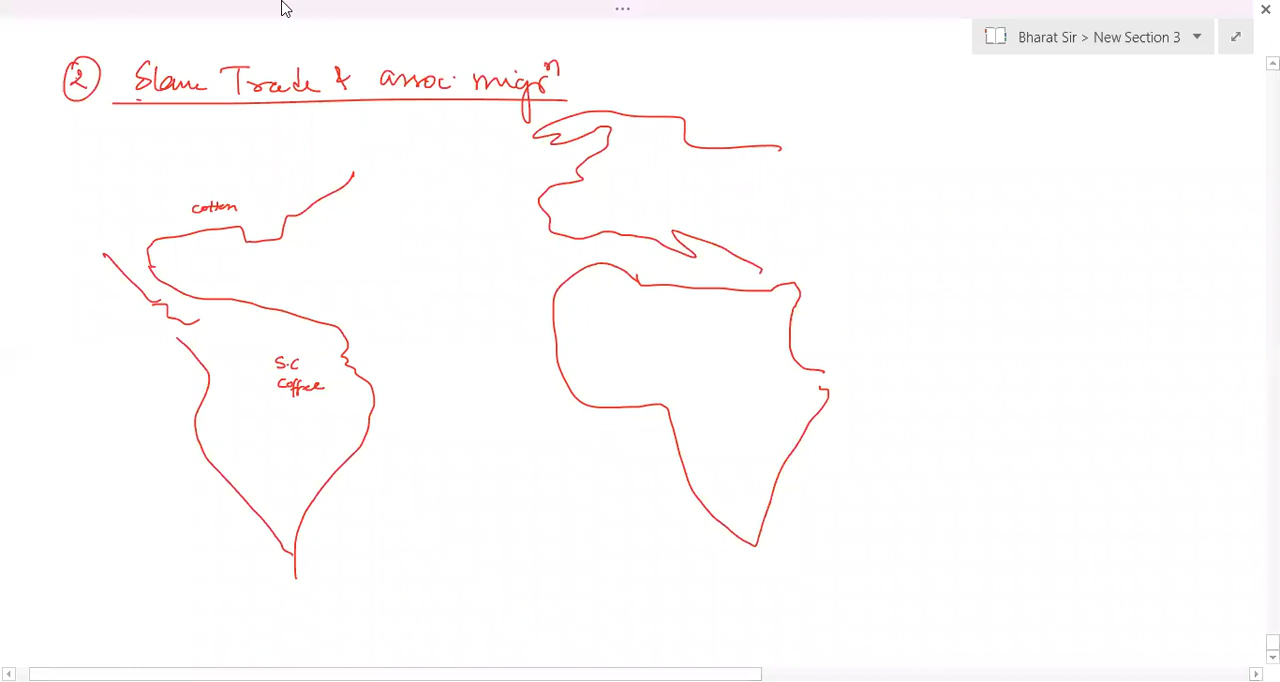 Bharat Sir > New Section 3
② Slave Trade & assoc. migrⁿ
cotton
S.C
coffee